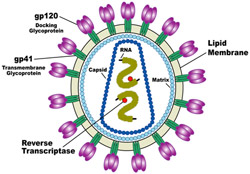 gp120
Docking
Glycoprotein
gp41
Transmembrane
Glycoprotein
RNA
Capsid
Lipid
Membrane
Matrix
Reverse
Transcriptase